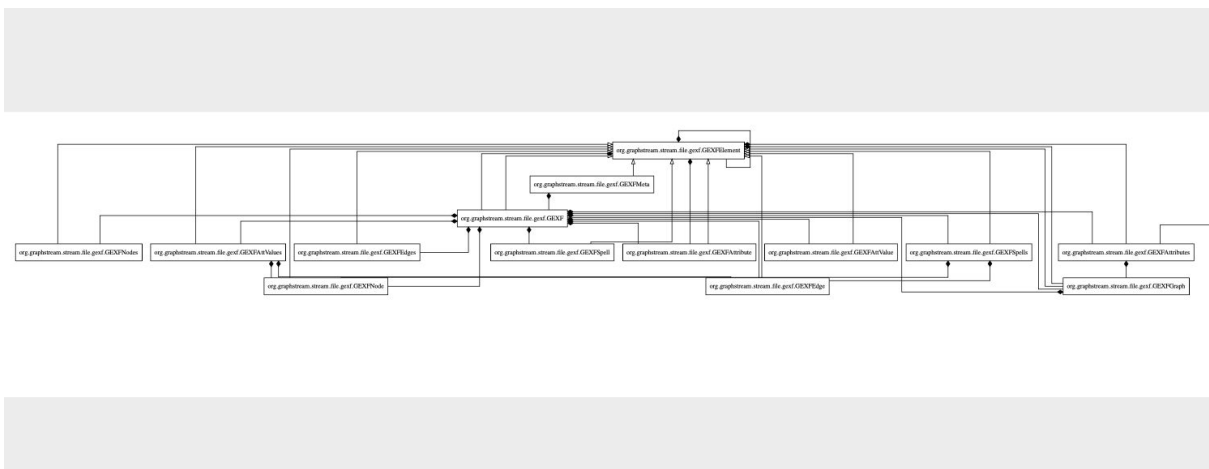 org.graphstream.stream.file.gexf.GEXFElement
org.graphstream.stream.file.gexf.GEXFMeta
org.graphstream.stream.file.gexf.GEXF
org.graphstream.stream.file.gexf.GEXFNodes
org.graphstream.stream.file.gexf.GEXFAttValues
org.graphstream.stream.file.gexf.GEXFEdges
org.graphstream.stream.file.gexf.GEXFSpell
org.graphstream.stream.file.gexf.GEXFAttribute
org.graphstream.stream.file.gexf.GEXFAttValue
org.graphstream.stream.file.gexf.GEXFSpells
org.graphstream.stream.file.gexf.GEXFAttributes
org.graphstream.stream.file.gexf.GEXFNode
org.graphstream.stream.file.gexf.GEXFEdge
org.graphstream.stream.file.gexf.GEXFGraph